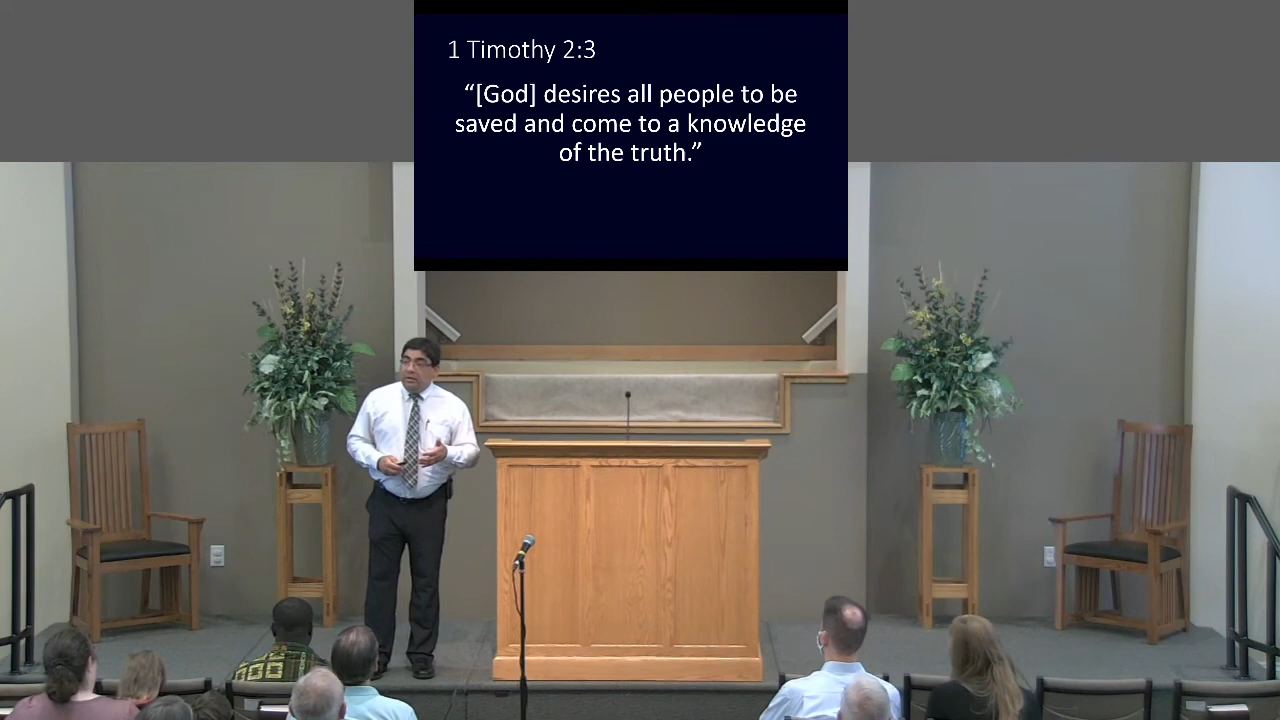 1 Timothy 2:3
“[God] desires all people to be
saved and come to a knowledge
of the truth.”